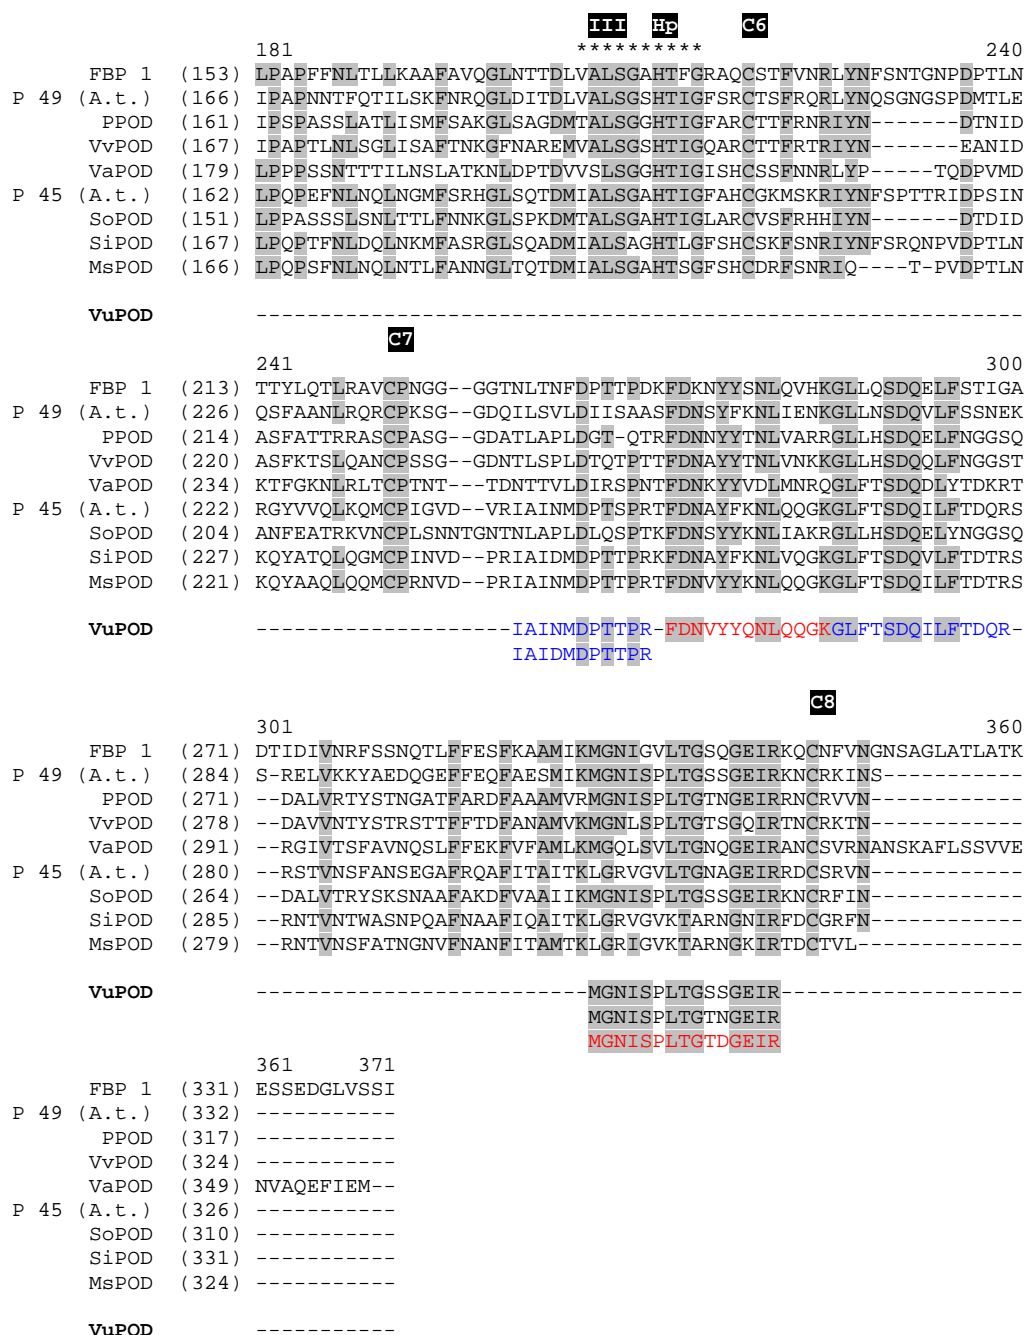 III Hp C6
181 ********** 240
FBP 1 (153) LPAPFFNLTLLKAAFAVQGLNTTDLVALSGAHTFGRAQCSTFVNRLYNFSNTGNPDPTLN
P 49 (A.t.) (166) IPAPNNTFQTILSKFNRQGLDITDLVALSGSHTIGFSRCTSFRQRLYNQSGNGSPDMTLE
PPOD (161) IPSPASSLATLISMFSAKGLSAGDMTALSGGHTIGFARCTTFRNRIYN-------DTNID
VvPOD (167) IPAPTLNLSGLISAFTNKGFNAREMVALSGSHTIGQARCTTFRTRIYN-------EANID
VaPOD (179) LPPPSSNTTTILNSLATKNLDPTDVVSLSGGHTIGISHCSSFNNRLYP-----TQDPVMD
P 45 (A.t.) (162) LPQPEFNLNQLNGMFSRHGLSQTDMIALSGAHTIGFAHCGKMSKRIYNFSPTTRIDPSIN
SoPOD (151) LPPASSSLSNLTTLFNNKGLSPKDMTALSGAHTIGLARCVSFRHHIYN-------DTDID
SiPOD (167) LPQPTFNLDQLNKMFASRGLSQADMIALSAGHTLGFSHCSKFSNRIYNFSRQNPVDPTLN
MsPOD (166) LPQPSFNLNQLNTLFANNGLTQTDMIALSGAHTSGFSHCDRFSNRIQ----T-PVDPTLN
VuPOD ------------------------------------------------------------
C7
241 300
FBP 1 (213) TTYLQTLRAVCPNGG--GGTNLTNFDPTTPDKFDKNYYSNLQVHKGLLQSDQELFSTIGA
P 49 (A.t.) (226) QSFAANLRQRCPKSG--GDQILSVLDIISAASFDNSYFKNLIENKGLLNSDQVLFSSNEK
PPOD (214) ASFATTRRASCPASG--GDATLAPLDGT-QTRFDNNYYTNLVARRGLLHSDQELFNGGSQ
VvPOD (220) ASFKTSLQANCPSSG--GDNTLSPLDTQTPTTFDNAYYTNLVNKKGLLHSDQQLFNGGST
VaPOD (234) KTFGKNLRLTCPTNT---TDNTTVLDIRSPNTFDNKYYVDLMNRQGLFTSDQDLYTDKRT
P 45 (A.t.) (222) RGYVVQLKQMCPIGVD--VRIAINMDPTSPRTFDNAYFKNLQQGKGLFTSDQILFTDQRS
SoPOD (204) ANFEATRKVNCPLSNNTGNTNLAPLDLQSPTKFDNSYYKNLIAKRGLLHSDQELYNGGSQ
SiPOD (227) KQYATQLQGMCPINVD--PRIAIDMDPTTPRKFDNAYFKNLVQGKGLFTSDQVLFTDTRS
MsPOD (221) KQYAAQLQQMCPRNVD--PRIAINMDPTTPRTFDNVYYKNLQQGKGLFTSDQILFTDTRS
VuPOD --------------------IAINMDPTTPR-FDNVYYQNLQQGKGLFTSDQILFTDQR-
IAIDMDPTTPR
C8
301 360
FBP 1 (271) DTIDIVNRFSSNQTLFFESFKAAMIKMGNIGVLTGSQGEIRKQCNFVNGNSAGLATLATK
P 49 (A.t.) (284) S-RELVKKYAEDQGEFFEQFAESMIKMGNISPLTGSSGEIRKNCRKINS-----------
PPOD (271) --DALVRTYSTNGATFARDFAAAMVRMGNISPLTGTNGEIRRNCRVVN------------
VvPOD (278) --DAVVNTYSTRSTTFFTDFANAMVKMGNLSPLTGTSGQIRTNCRKTN------------
VaPOD (291) --RGIVTSFAVNQSLFFEKFVFAMLKMGQLSVLTGNQGEIRANCSVRNANSKAFLSSVVE
P 45 (A.t.) (280) --RSTVNSFANSEGAFRQAFITAITKLGRVGVLTGNAGEIRRDCSRVN------------
SoPOD (264) --DALVTRYSKSNAAFAKDFVAAIIKMGNISPLTGSSGEIRKNCRFIN------------
SiPOD (285) --RNTVNTWASNPQAFNAAFIQAITKLGRVGVKTARNGNIRFDCGRFN------------
MsPOD (279) --RNTVNSFATNGNVFNANFITAMTKLGRIGVKTARNGKIRTDCTVL-------------
VuPOD --------------------------MGNISPLTGSSGEIR-------------------
MGNISPLTGTNGEIR
MGNISPLTGTDGEIR
361 371
FBP 1 (331) ESSEDGLVSSI
P 49 (A.t.) (332) -----------
PPOD (317) -----------
VvPOD (324) -----------
VaPOD (349) NVAQEFIEM--
P 45 (A.t.) (326) -----------
SoPOD (310) -----------
SiPOD (331) -----------
MsPOD (324) -----------
VuPOD -----------